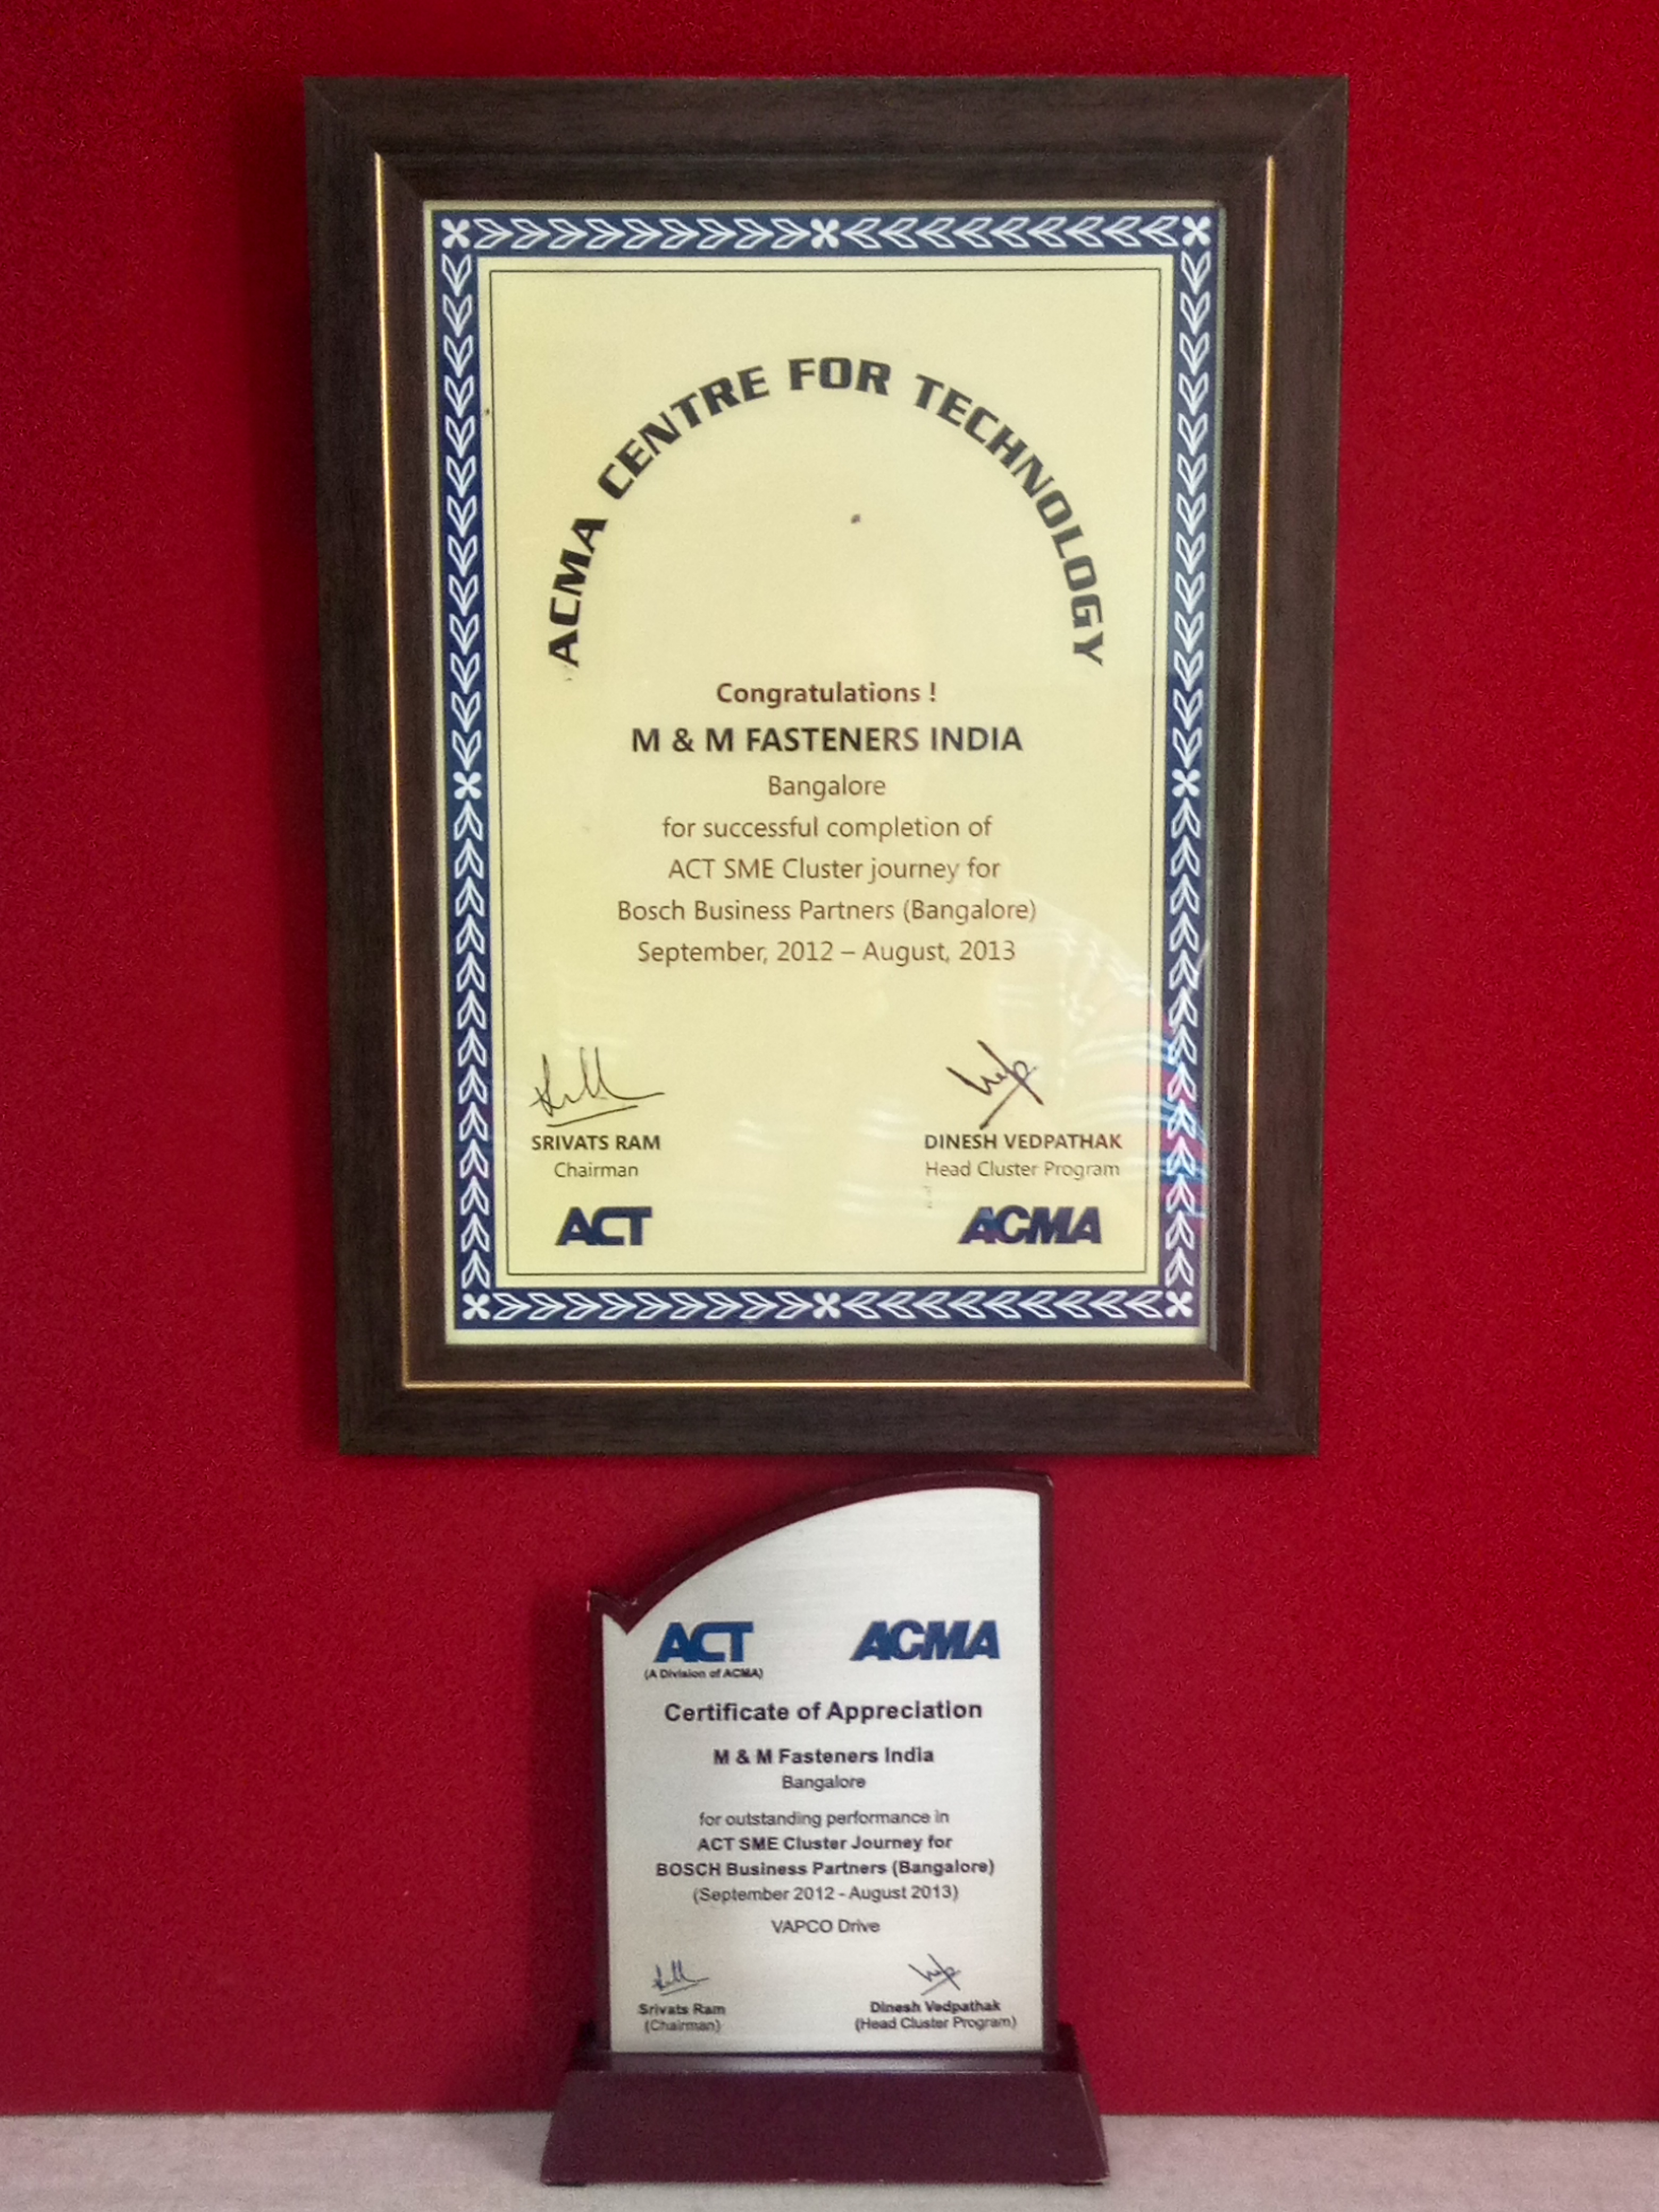 ACMA CENTRE FOR TECHNOLOGY
Congratulations !
M & M FASTENERS INDIA
Bangalore
for successful completion of
ACT SME Cluster journey for
Bosch Business Partners (Bangalore)
September, 2012 – August, 2013
SRIVATS RAM
Chairman
ACT
DINESH VEDPATHAK
Head Cluster Program
ACMA
ACT
(A Division of ACMA)
ACMA
Certificate of Appreciation
M & M Fasteners India
Bangalore
for outstanding performance in
ACT SME Cluster Journey for
BOSCH Business Partners (Bangalore)
(September 2012 - August 2013)
VAPCO Drive
Srivats Ram
(Chairman)
Dinesh Vedpathak
(Head Cluster Program)